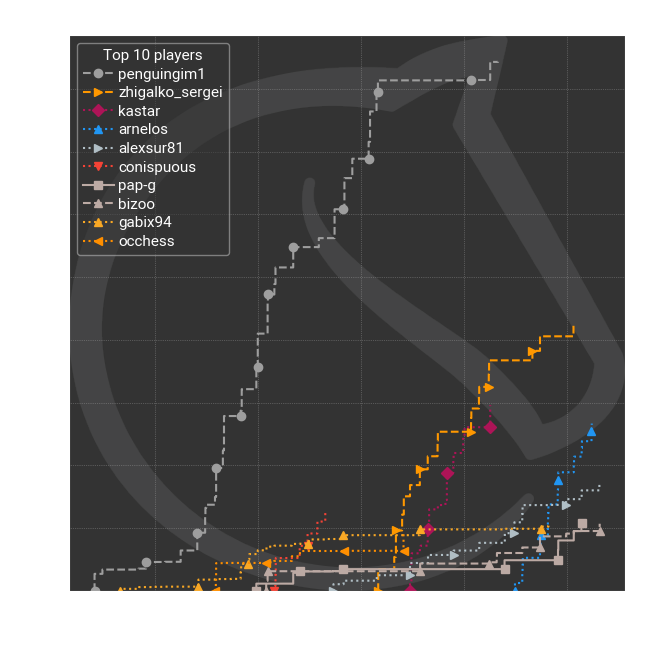 Top 10 players
penguingim1
zhigalko_sergei
kastar
arnelos
alexsur81
conispuous
pap-g
bizoo
gabix94
occhess